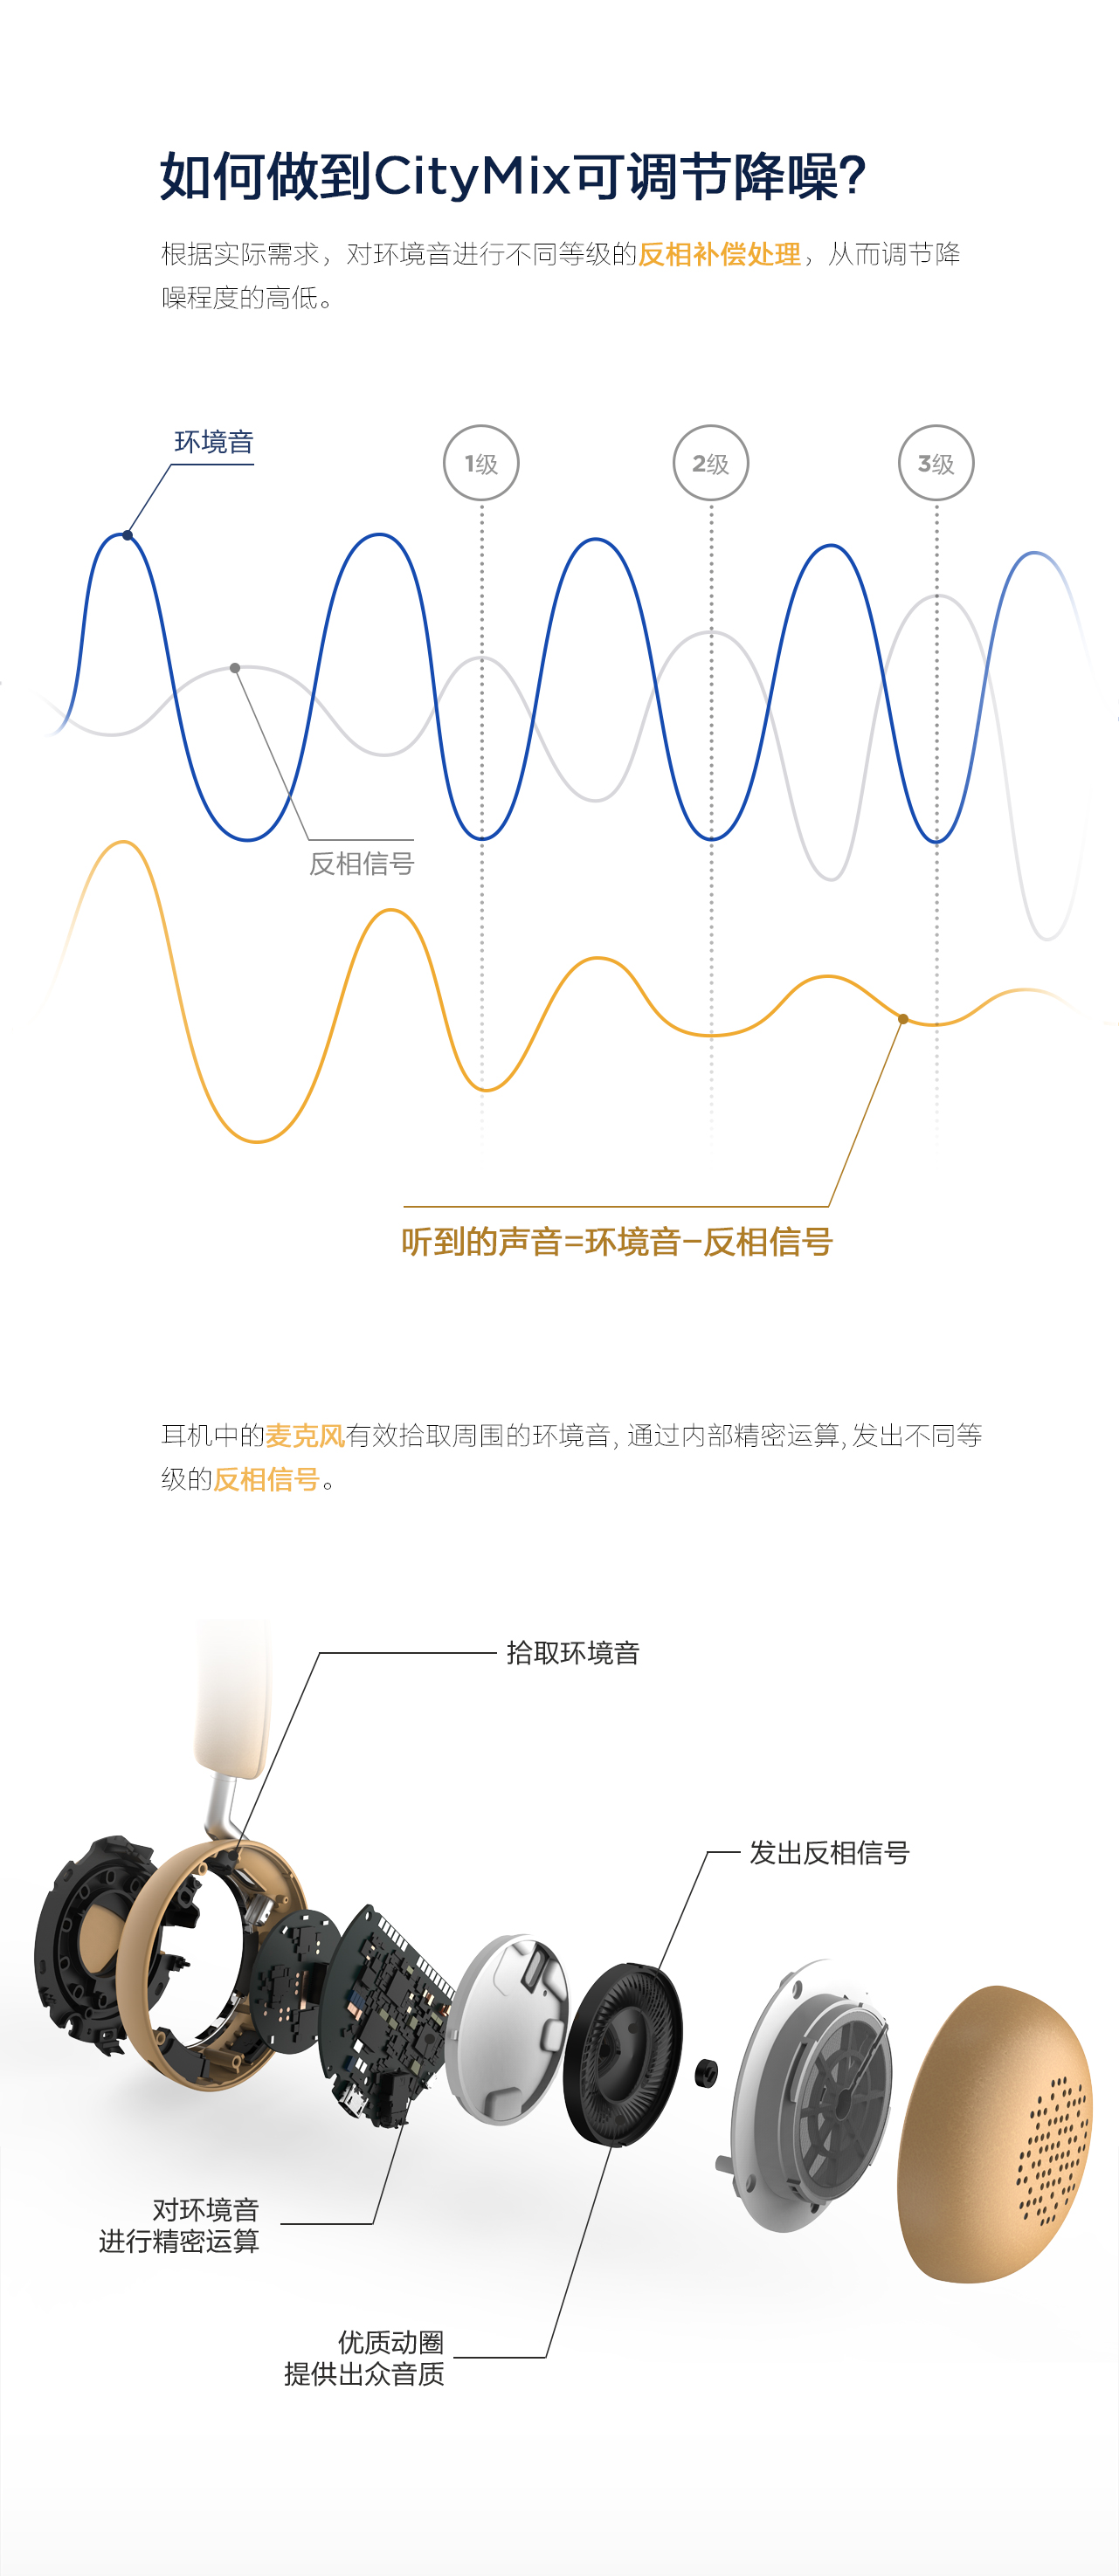 如何做到CityMix可调节降噪?
根据实际需求，对环境音进行不同等级的反相补偿处理，从而调节降
噪程度的高低。
环境音
1级
2级
3级
反相信号
听到的声音=环境音-反相信号
耳机中的麦克风有效拾取周围的环境音, 通过内部精密运算, 发出不同等
级的反相信号。
拾取环境音
发出反相信号
对环境音
进行精密运算
优质动圈
提供出众音质